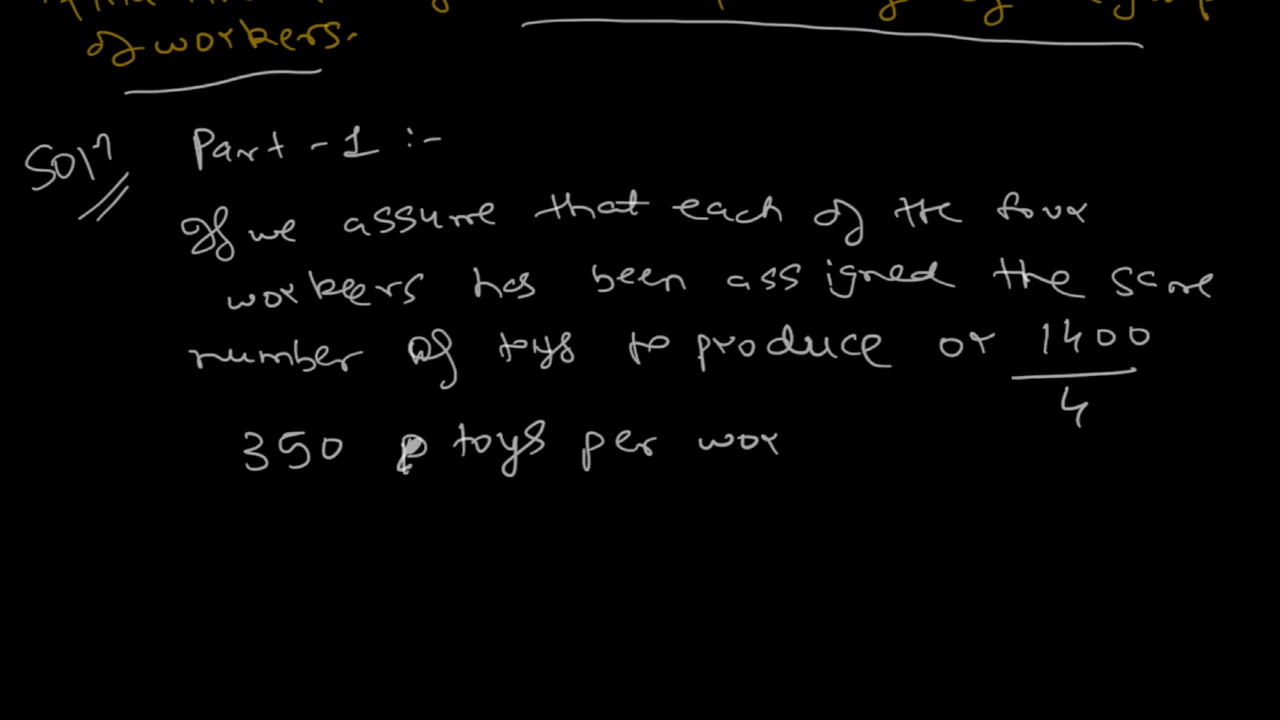 of workers.
Soln Part - 1 :-
If we assume that each of the four
workers has been assigned the same
number of toys to produce or 1400
4
350 toys per wor